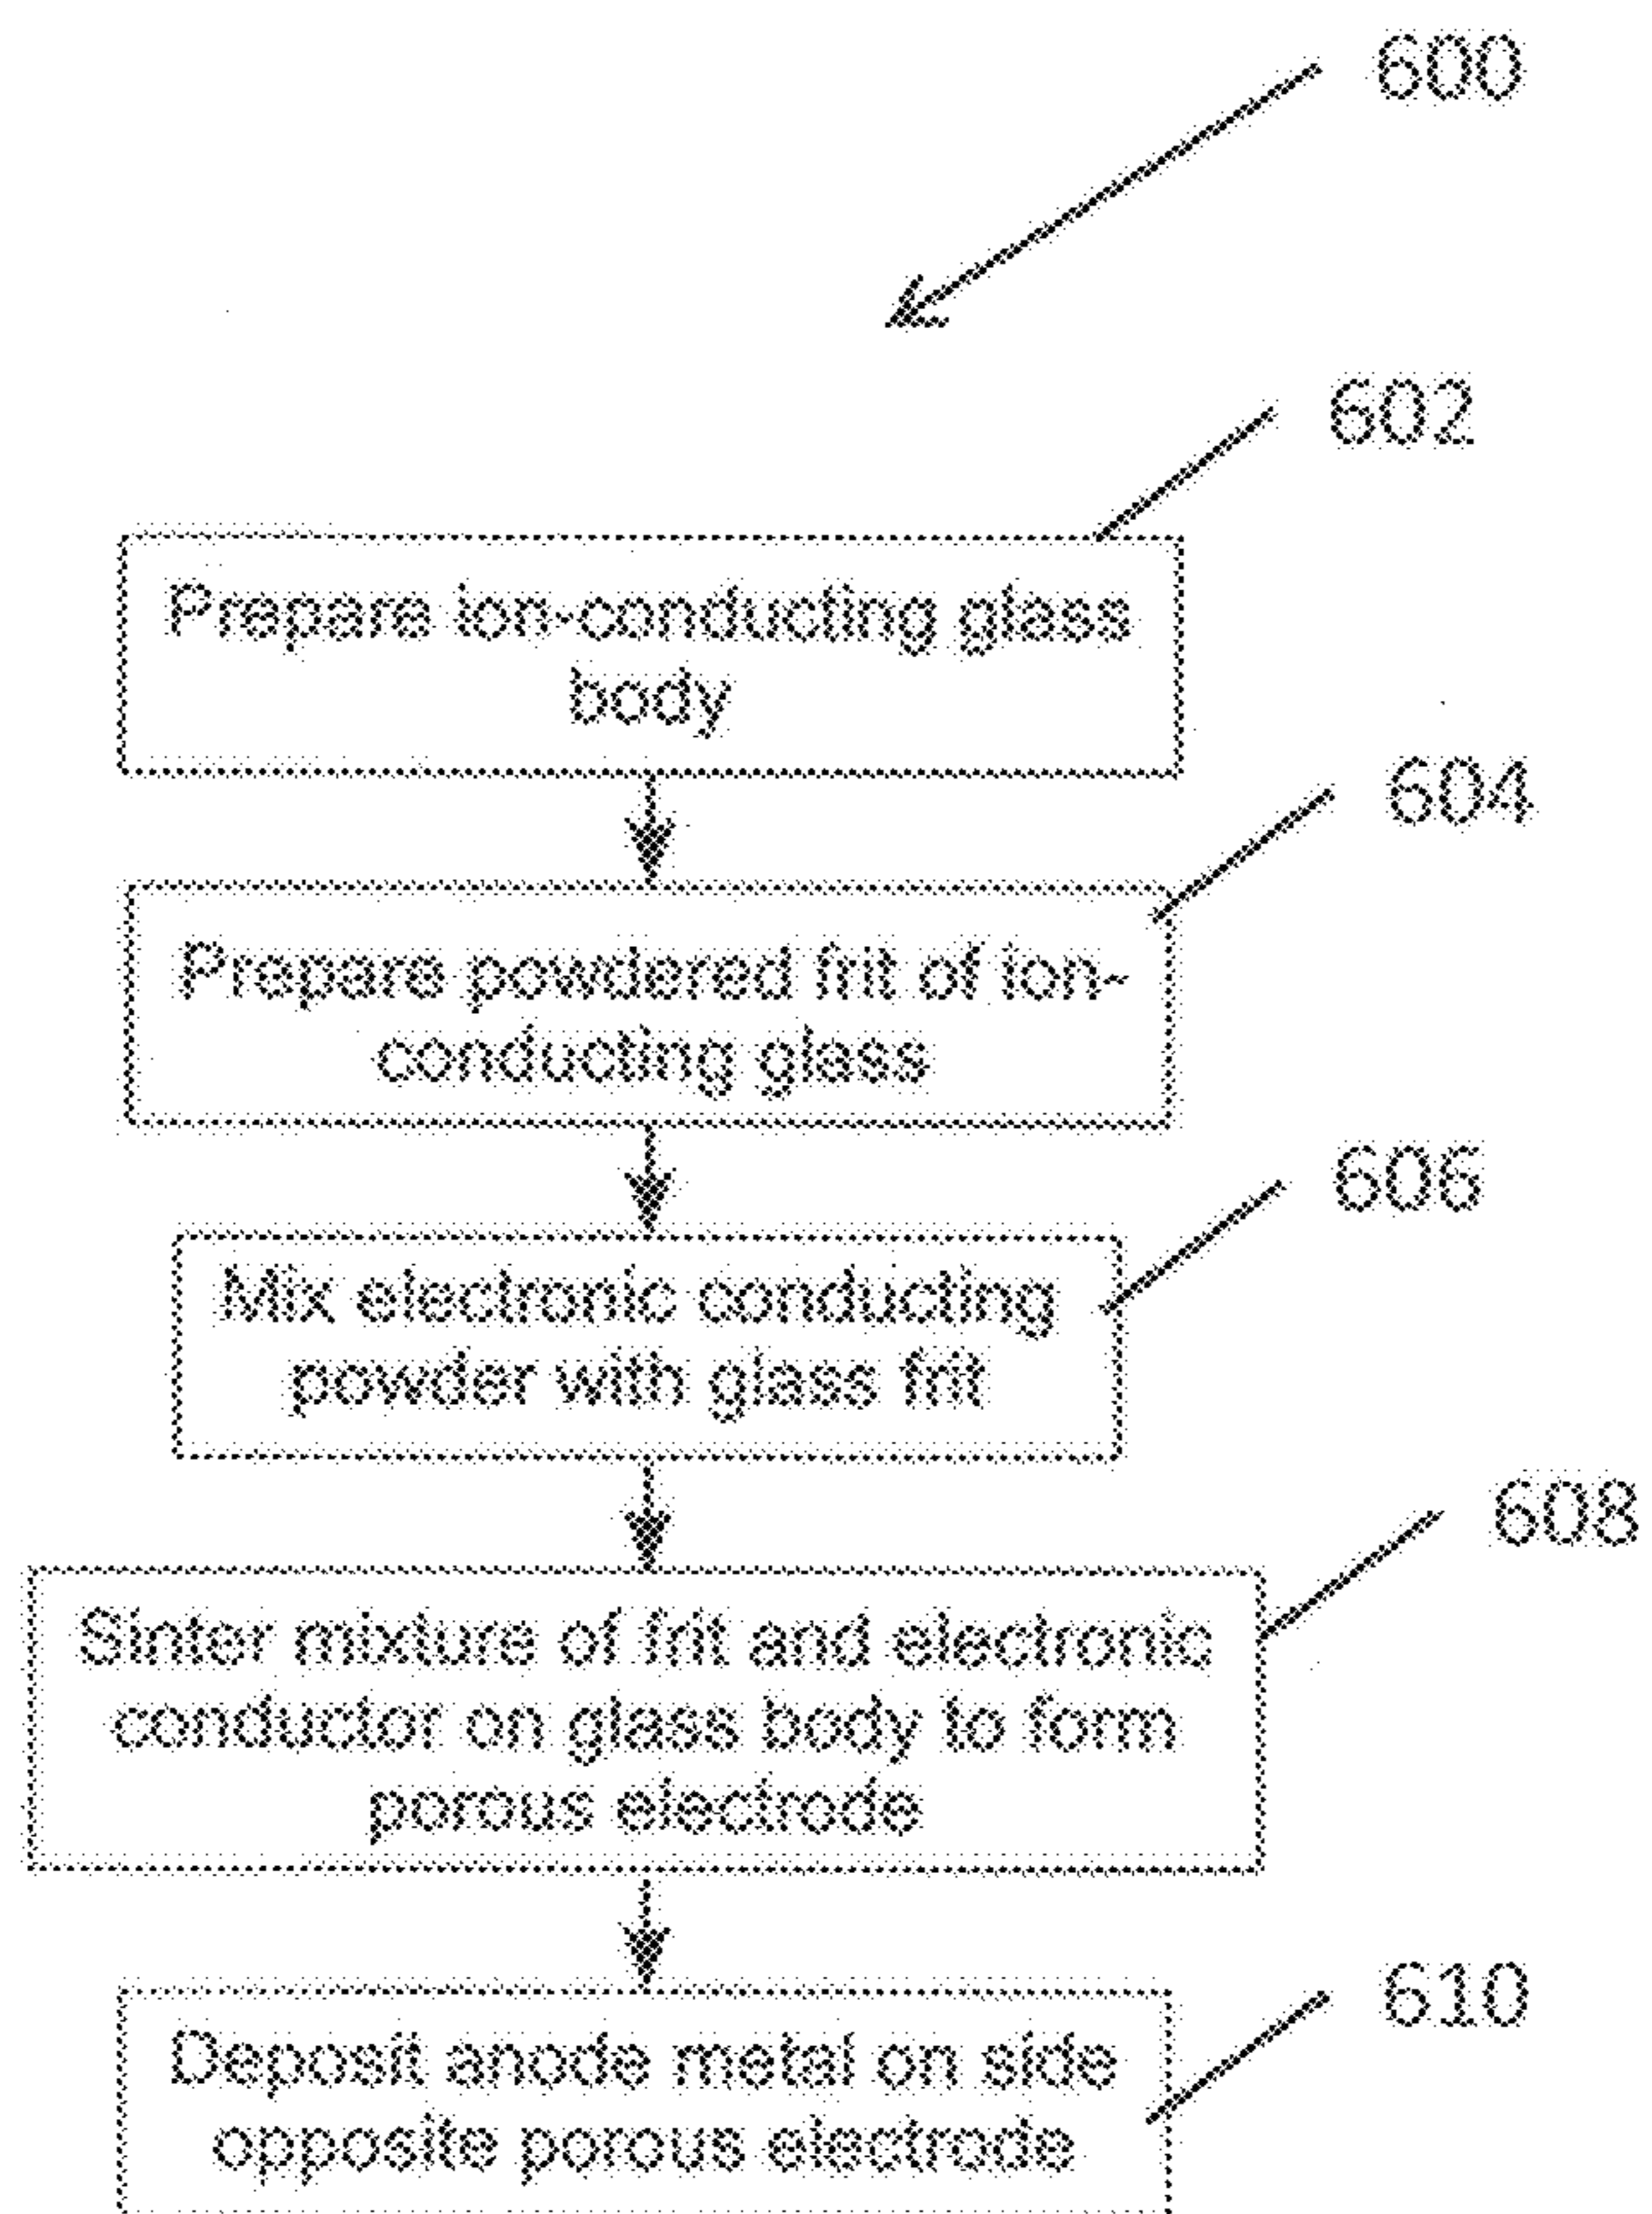 600
602
Prepare ion-conducting glass
body
604
Prepare powdered frit of ion-
conducting glass
606
Mix electronic conducting
powder with glass frit
608
Sinter mixture of frit and electronic
conductor on glass body to form
porous electrode
610
Deposit anode metal on side
opposite porous electrode